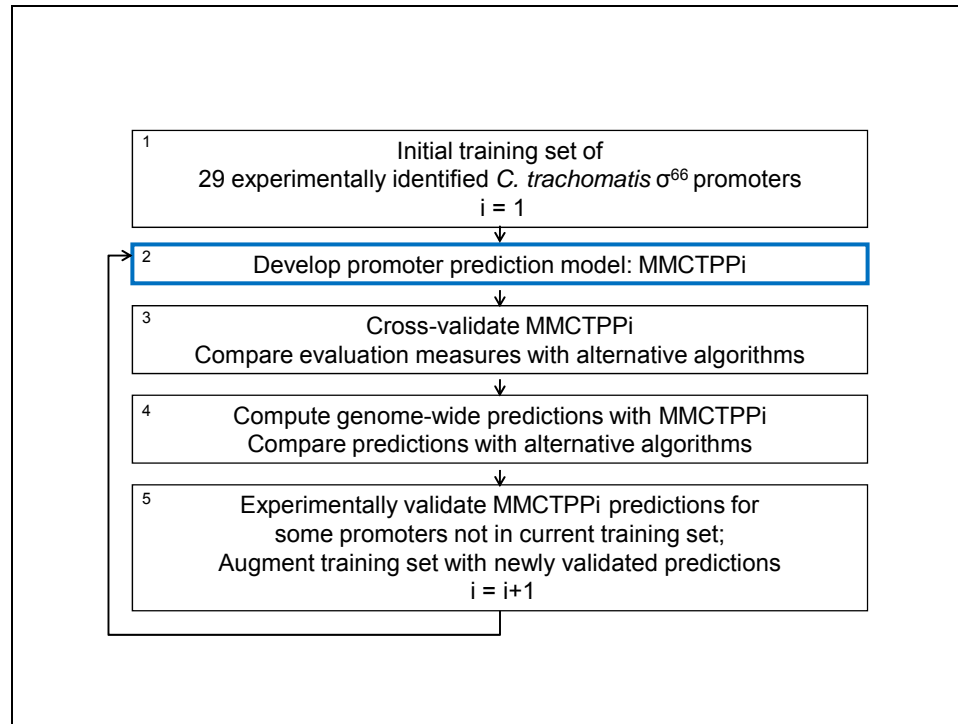 1
Initial training set of
29 experimentally identified C. trachomatis σ⁶⁶ promoters
i = 1
2
Develop promoter prediction model: MMCTPPi
3
Cross-validate MMCTPPi
Compare evaluation measures with alternative algorithms
4
Compute genome-wide predictions with MMCTPPi
Compare predictions with alternative algorithms
5
Experimentally validate MMCTPPi predictions for
some promoters not in current training set;
Augment training set with newly validated predictions
i = i+1